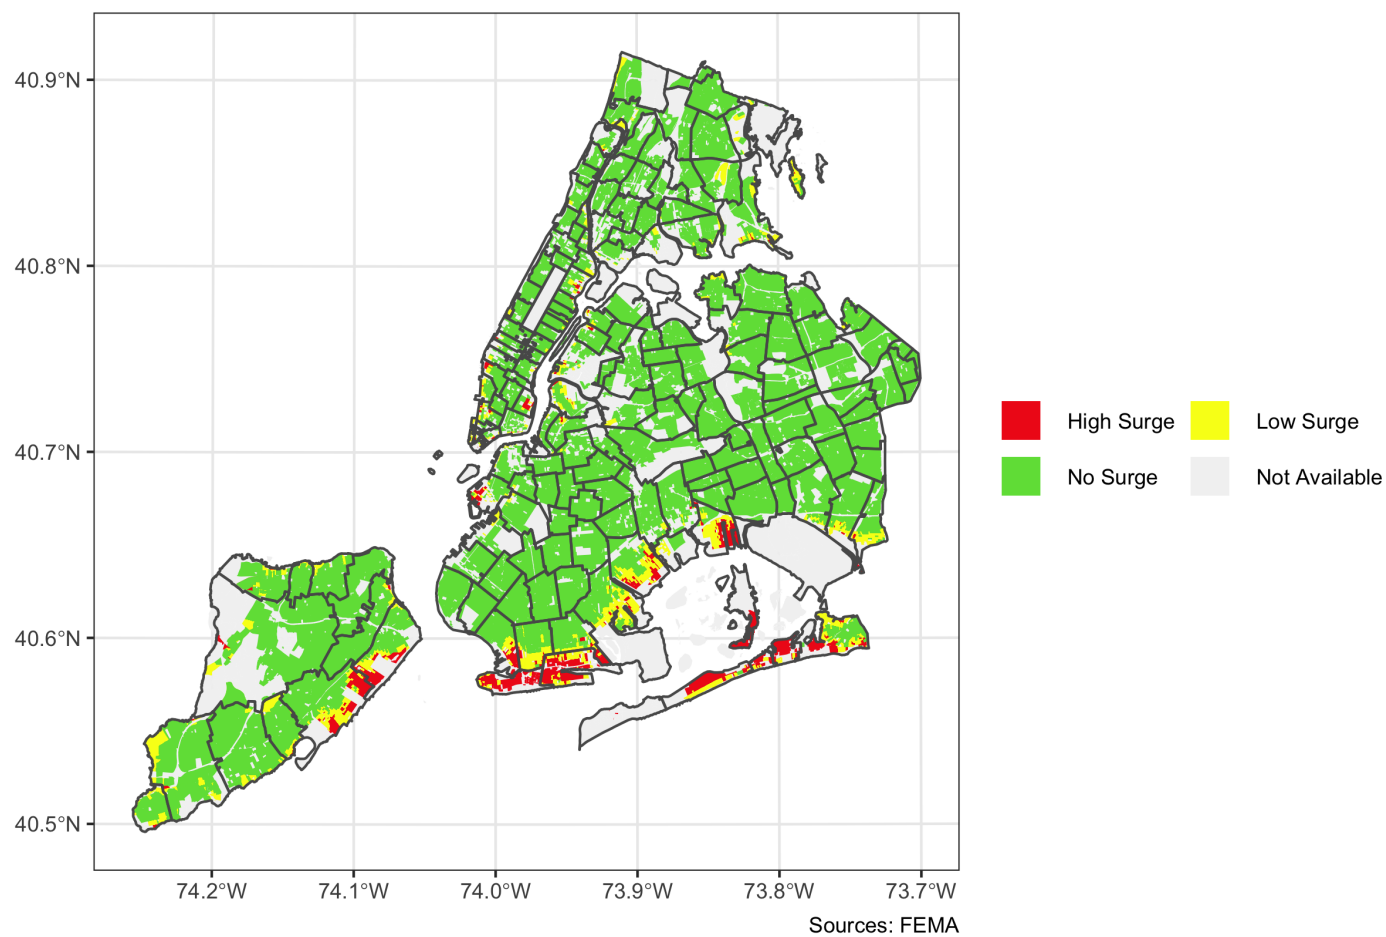 40.9°N
40.8°N
40.7°N
40.6°N
40.5°N
74.2°W 74.1°W 74.0°W 73.9°W 73.8°W 73.7°W
Sources: FEMA
High Surge Low Surge
No Surge Not Available